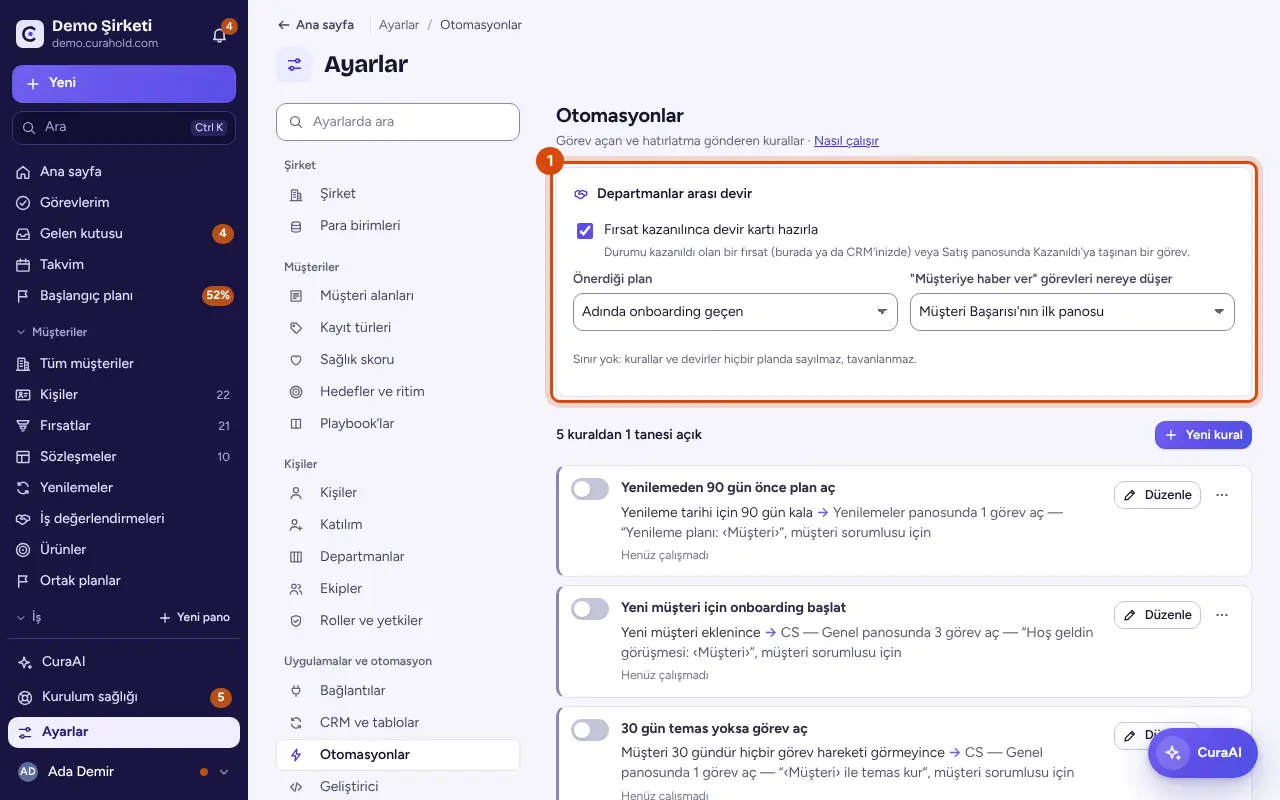 Demo Şirketi
demo.curahold.com
4
+ Yeni
Ara
Ctrl K
Ana sayfa
Görevlerim
Gelen kutusu
4
Takvim
Başlangıç planı
52%
Müşteriler
Tüm müşteriler
Kişiler
22
Fırsatlar
21
Sözleşmeler
10
Yenilemeler
İş değerlendirmeleri
Ürünler
Ortak planlar
İş
+ Yeni pano
CuraAI
Kurulum sağlığı
5
Ayarlar
AD
Ada Demir
← Ana sayfa
Ayarlar / Otomasyonlar
Ayarlar
Ayarlarda ara
Şirket
Şirket
Para birimleri
Müşteriler
Müşteri alanları
Kayıt türleri
Sağlık skoru
Hedefler ve ritim
Playbook'lar
Kişiler
Kişiler
Katılım
Departmanlar
Ekipler
Roller ve yetkiler
Uygulamalar ve otomasyon
Bağlantılar
CRM ve tablolar
Otomasyonlar
Geliştirici
Otomasyonlar
Görev açan ve hatırlatma gönderen kurallar · Nasıl çalışır
1
Departmanlar arası devir
Fırsat kazanılınca devir kartı hazırla
Durumu kazanıldı olan bir fırsat (burada ya da CRM'inizde) veya Satış panosunda Kazanıldı'ya taşınan bir görev.
Önerdiği plan
Adında onboarding geçen
"Müşteriye haber ver" görevleri nereye düşer
Müşteri Başarısı'nın ilk panosu
Sınır yok: kurallar ve devirler hiçbir planda sayılmaz, tavanlanmaz.
5 kuraldan 1 tanesi açık
+ Yeni kural
Yenilemeden 90 gün önce plan aç
Yenileme tarihi için 90 gün kala → Yenilemeler panosunda 1 görev aç —
“Yenileme planı: ‹Müşteri›”, müşteri sorumlusu için
Henüz çalışmadı
Düzenle
...
Yeni müşteri için onboarding başlat
Yeni müşteri eklenince → CS — Genel panosunda 3 görev aç — “Hoş geldin
görüşmesi: ‹Müşteri›”, müşteri sorumlusu için
Henüz çalışmadı
Düzenle
...
30 gün temas yoksa görev aç
Müşteri 30 gündür hiçbir görev hareketi görmeyince → CS — Genel
panosunda 1 görev aç — “‹Müşteri› ile temas kur”, müşteri sorumlusu için
Henüz çalışmadı
CuraAI